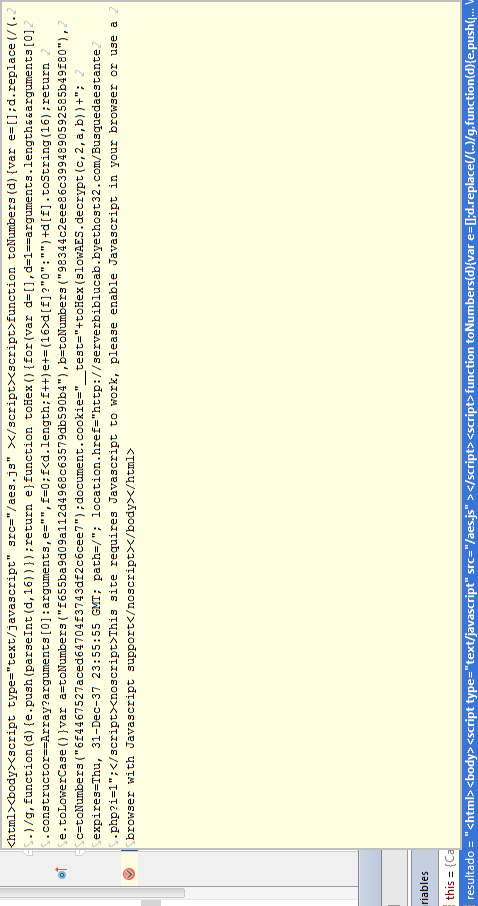 <html><body><script type="text/javascript" src="/aes.js" ></script><script>function toNumbers(d){var e=[];d.replace(/(.
.)/g,function(d){e.push(parseInt(d,16))});return e}function toHex(){for(var d=[],d=1==arguments.length&&arguments[0]
.constructor==Array?arguments[0]:arguments,e="",f=0;f<d.length;f++)e+=(16>d[f]?"0":"")+d[f].toString(16);return
e.toLowerCase()}var a=toNumbers("f655ba9d09a112d4968c63579db590b4"),b=toNumbers("98344c2eee86c3994890592585b49f80"),
c=toNumbers("6f4467527aced64704f3743df2c6cee7");document.cookie="__test="+toHex(slowAES.decrypt(c,2,a,b))+";
expires=Thu, 31-Dec-37 23:55:55 GMT; path=/"; location.href="http://serverbiblucab.byethost32.com/Busquedaestante
.php?i=1";</script><noscript>This site requires Javascript to work, please enable Javascript in your browser or use a
browser with Javascript support</noscript></body></html>
riables
this = {Ca
resultado = "<html><body><script type="text/javascript" src="/aes.js" ></script><script>function toNumbers(d){var e=[];d.replace(/(..)/g,function(d){e.push(...